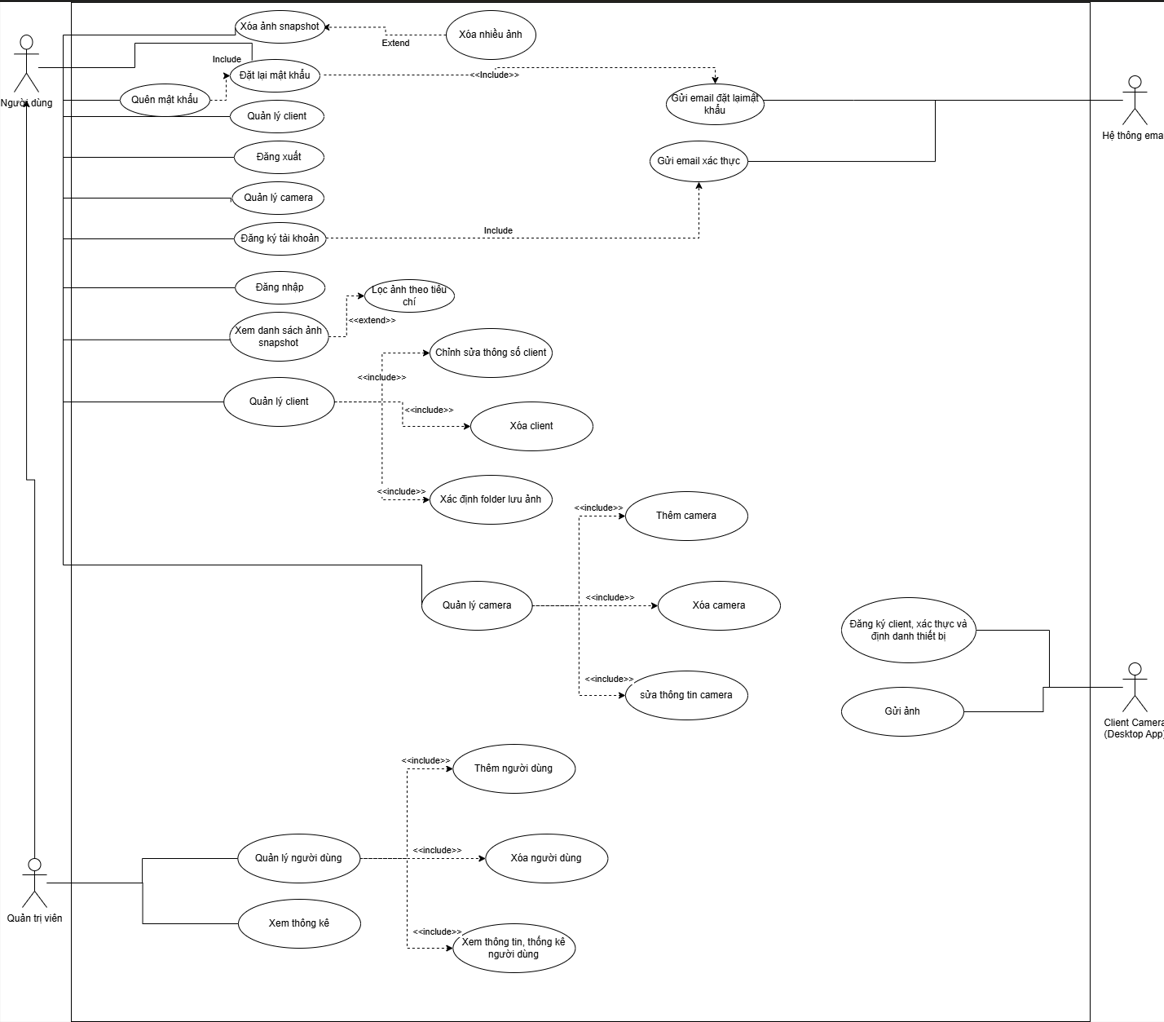 Xóa ảnh snapshot
Extend
Xóa nhiều ảnh
Người dùng
Include
Đặt lại mật khẩu
<<Include>>
Quên mật khẩu
Gửi email đặt lạimật
khẩu
Hệ thống ema
Quản lý client
Đăng xuất
Gửi email xác thực
Quản lý camera
Đăng ký tài khoản
Include
Đăng nhập
Lọc ảnh theo tiêu
chí
<<extend>>
Xem danh sách ảnh
snapshot
Chỉnh sửa thông số client
<<include>>
Quản lý client
<<include>>
Xóa client
<<include>>
Xác định folder lưu ảnh
<<include>>
Thêm camera
Quản lý camera
<<include>>
Xóa camera
Đăng ký client, xác thực và
định danh thiết bị
<<include>>
sửa thông tin camera
Gửi ảnh
Client Camera
(Desktop App)
<<include>>
Thêm người dùng
Quản lý người dùng
<<include>>
Xóa người dùng
Quản trị viên
Xem thông kê
<<include>>
Xem thông tin, thống kê
người dùng